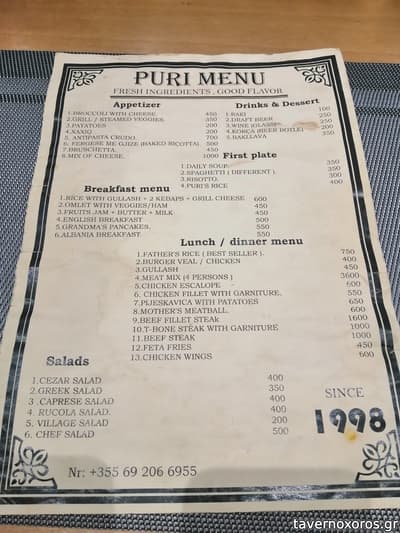 PURI MENU
FRESH INGREDIENTS . GOOD FLAVOR
Appetizer
1.BROCCOLI WITH CHEESE. 450
2.GRILL / STEAMED VEGGIES. 350
3.PATATOES 200
4.XAXIQ 200
5. ANTIPASTA CRUDO. 700
6. FERGESE ME GJIZE (BAKED RICOTTA) 500
7.BRUSCHETTA. 450
8.MIX OF CHEESE. 1000
Drinks & Dessert
1.RAKI 100
2.DRAFT BEER 250
3.WINE (GLASS) 250
4.KORÇA (BEER BOTLE) 200
5.BAKLLAVA
First plate
1.DAILY SOUP. 350
2.SPAGHETTI ( DIFFERENT ). 350
3.RISOTTO. 300
4.PURI'S RICE 400
Breakfast menu
1.RICE WITH GULLASH + 2 KEBAPS + GRILL CHEESE 600
2.OMLET WITH VEGGIES/HAM 450
3.FRUITS JAM + BUTTER + MILK 450
4.ENGLISH BREAKFAST 500
5.GRANDMA'S PANCAKES. 550
6.ALBANIA BREAKFAST 550
Lunch / dinner menu
1.FATHER'S RICE ( BEST SELLER ). 750
2.BURGER VEAL / CHICKEN 400
3.GULLASH 450
4.MEAT MIX (4 PERSONS ) 3600
5.CHICKEN ESCALOPE 600
6. CHICKEN FILLET WITH GARNITURE. 550
7.PLJESKAVICA WITH PATATOES 650
8.MOTHER'S MEATBALL. 600
9.BEEF FILLET STEAk 1600
10.T-BONE STEAK WITH GARNITURE 1000
11.BEEF STEAK 1000
12.FETA FRIES 450
13.CHICKEN WINGS 600
Salads
1.CEZAR SALAD 400
2.GREEK SALAD 350
3 .CAPRESE SALAD 400
4. RUCOLA SALAD. 400
5. VILLAGE SALAD 200
6. CHEF SALAD 500
SINCE
1998
Nr: +355 69 206 6955
tavernoxoros.gr